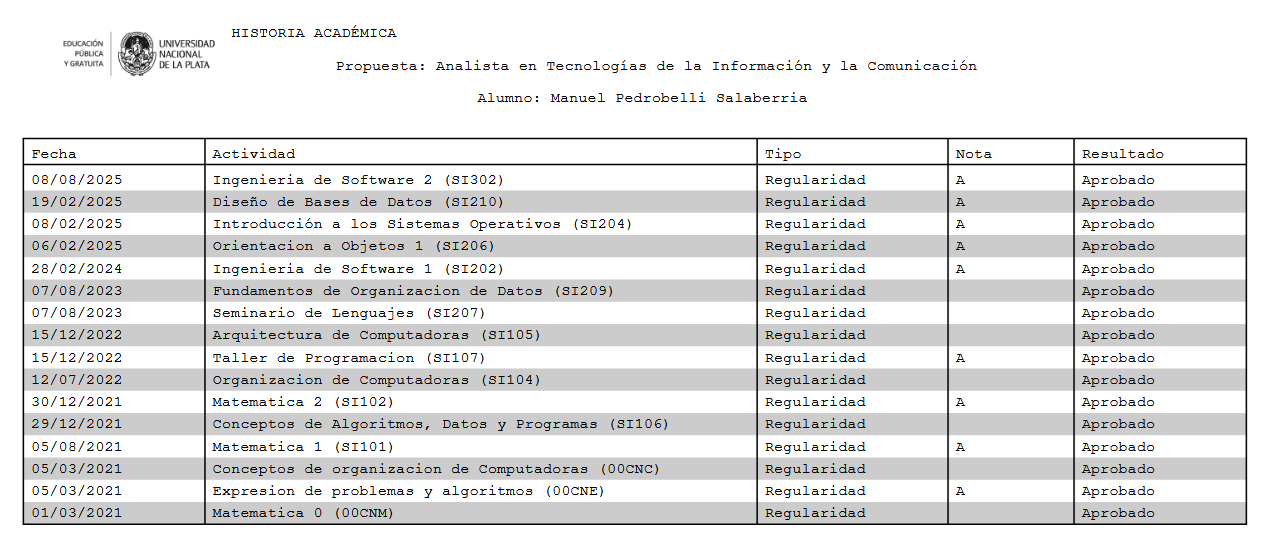 HISTORIA ACADÉMICA
EDUCACIÓN
PÚBLICA
Y GRATUITA
UNIVERSIDAD
NACIONAL
DE LA PLATA
Propuesta: Analista en Tecnologías de la Información y la Comunicación
Alumno: Manuel Pedrobelli Salaberria
Fecha Actividad Tipo Nota Resultado
08/08/2025 Ingenieria de Software 2 (SI302) Regularidad A Aprobado
19/02/2025 Diseño de Bases de Datos (SI210) Regularidad A Aprobado
08/02/2025 Introducción a los Sistemas Operativos (SI204) Regularidad A Aprobado
06/02/2025 Orientacion a Objetos 1 (SI206) Regularidad A Aprobado
28/02/2024 Ingenieria de Software 1 (SI202) Regularidad A Aprobado
07/08/2023 Fundamentos de Organizacion de Datos (SI209) Regularidad Aprobado
07/08/2023 Seminario de Lenguajes (SI207) Regularidad Aprobado
15/12/2022 Arquitectura de Computadoras (SI105) Regularidad Aprobado
15/12/2022 Taller de Programacion (SI107) Regularidad A Aprobado
12/07/2022 Organizacion de Computadoras (SI104) Regularidad Aprobado
30/12/2021 Matematica 2 (SI102) Regularidad A Aprobado
29/12/2021 Conceptos de Algoritmos, Datos y Programas (SI106) Regularidad Aprobado
05/08/2021 Matematica 1 (SI101) Regularidad A Aprobado
05/03/2021 Conceptos de organizacion de Computadoras (00CNC) Regularidad Aprobado
05/03/2021 Expresion de problemas y algoritmos (00CNE) Regularidad A Aprobado
01/03/2021 Matematica 0 (00CNM) Regularidad Aprobado